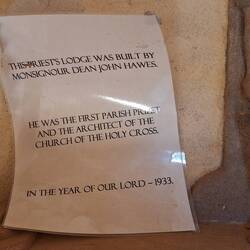 THIS PRIEST'S LODGE WAS BUILT BY
MONSIGNOUR DEAN JOHN HAWES.
HE WAS THE FIRST PARISH PRIEST
AND THE ARCHITECT OF THE
CHURCH OF THE HOLY CROSS.
IN THE YEAR OF OUR LORD – 1933.